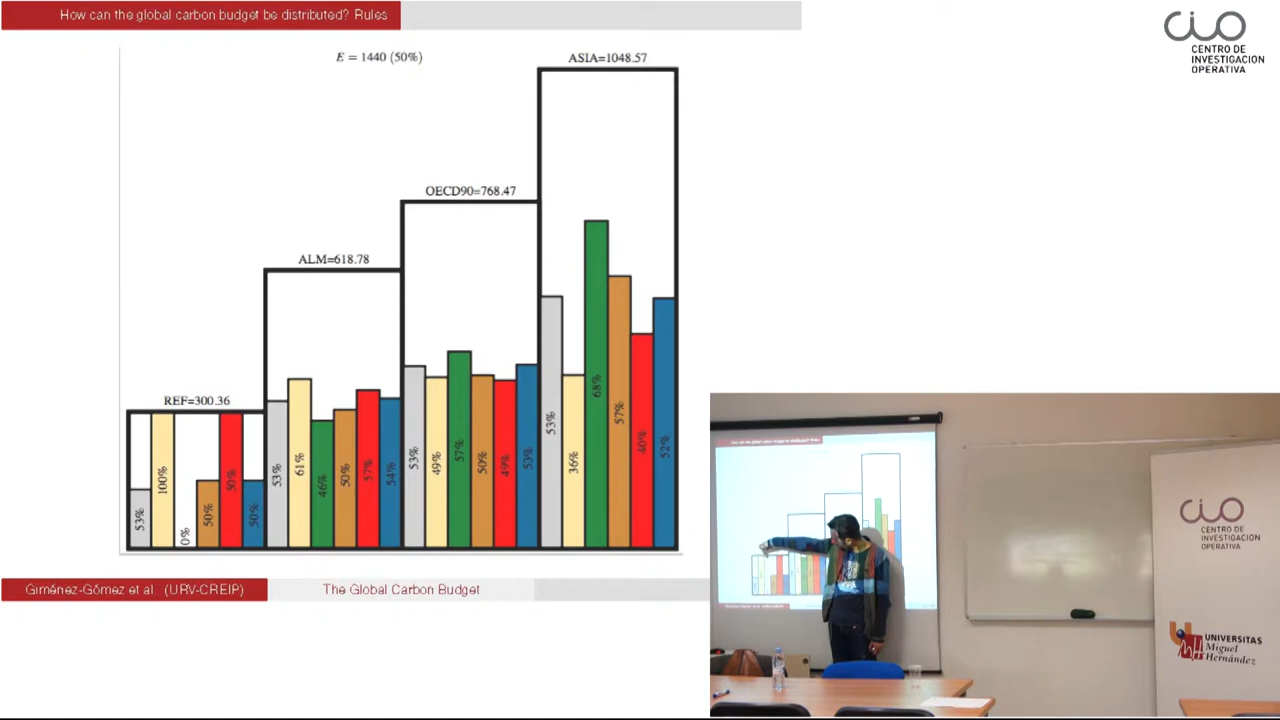 How can the global carbon budget be distributed? Rules
CIO
CENTRO DE
INVESTIGACION
OPERATIVA
E = 1440 (50%)
ASIA=1048.57
OECD90=768.47
ALM=618.78
REF=300.36
53%
100%
0%
50%
50%
50%
53%
61%
46%
50%
57%
54%
53%
49%
57%
50%
49%
53%
53%
36%
68%
57%
40%
52%
Giménez-Gómez et al. (URV-CREIP)
The Global Carbon Budget
CIO
CENTRO DE
INVESTIGACION
OPERATIVA
UNIVERSITAS
Miguel
Hernández